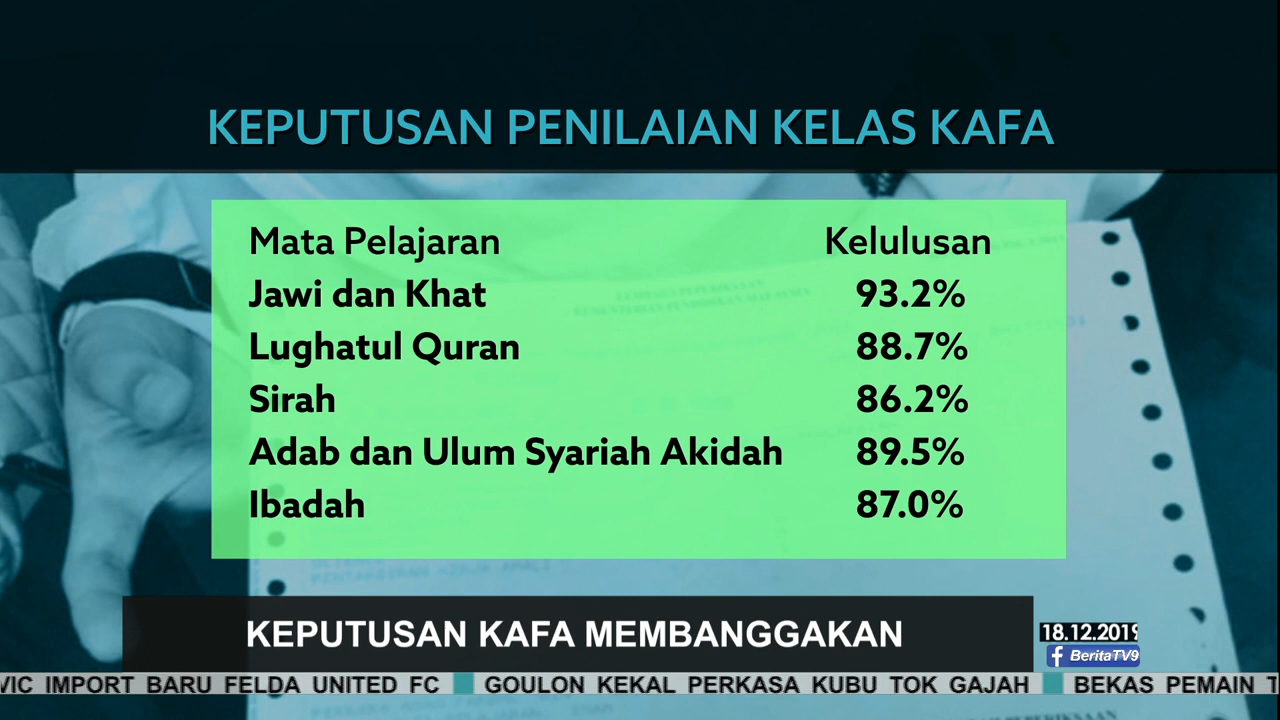 KEPUTUSAN PENILAIAN KELAS KAFA
Mata Pelajaran Kelulusan
Jawi dan Khat 93.2%
Lughatul Quran 88.7%
Sirah 86.2%
Adab dan Ulum Syariah Akidah 89.5%
Ibadah 87.0%
KEPUTUSAN KAFA MEMBANGGAKAN
18.12.2019
BeritaTV9
IMPORT BARU FELDA UNITED FC GOULON KEKAL PERKASA KUBU TOK GAJAH BEKAS PEMAIN